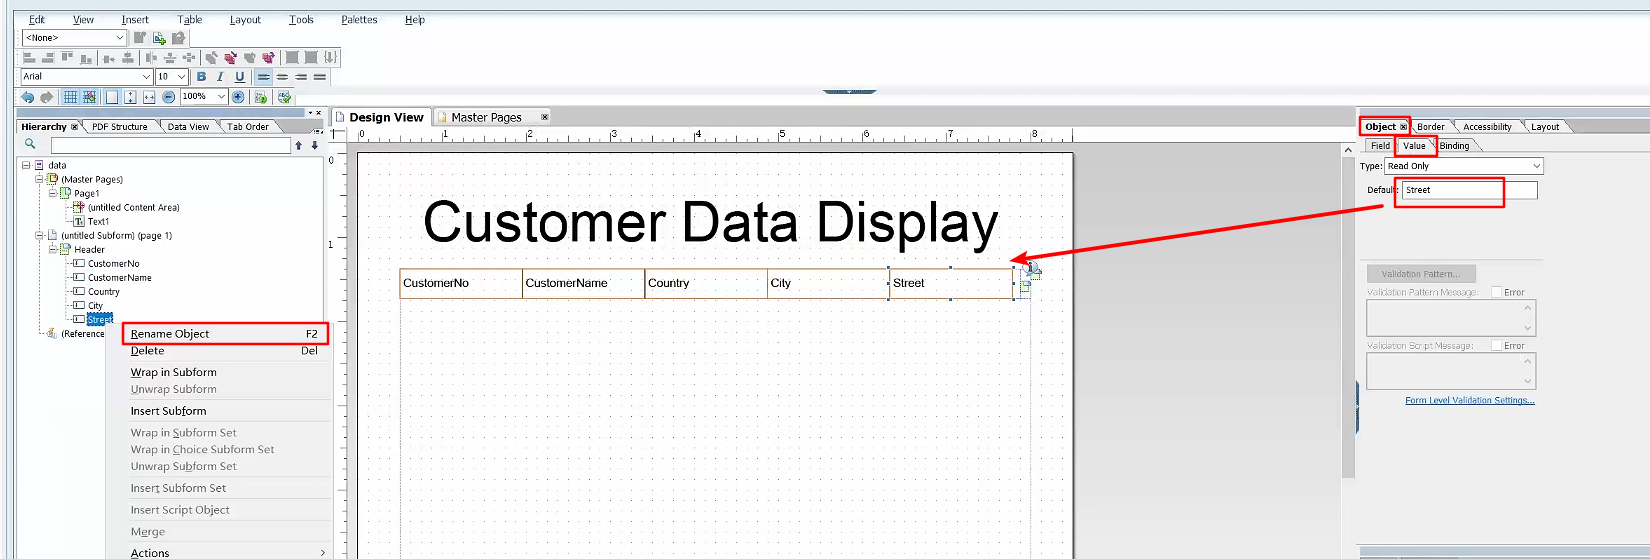 Edit View Insert Table Layout Tools Palettes Help
<None>
Arial 10 B I U
100%
Hierarchy PDF Structure Data View Tab Order
data
(Master Pages)
Page1
(untitled Content Area)
Text1
(untitled Subform) (page 1)
Header
CustomerNo
CustomerName
Country
City
Street
(Reference
Rename Object F2
Delete Del
Wrap in Subform
Unwrap Subform
Insert Subform
Wrap in Subform Set
Wrap in Choice Subform Set
Unwrap Subform Set
Insert Subform Set
Insert Script Object
Merge
Actions
Design View Master Pages
0 1 2 3 4 5 6 7 8
0
1
Customer Data Display
CustomerNo CustomerName Country City Street
Object Border Accessibility Layout
Field Value Binding
Type: Read Only
Default: Street
Validation Pattern...
Validation Pattern Message: Error
Validation Script Message: Error
Form Level Validation Settings...